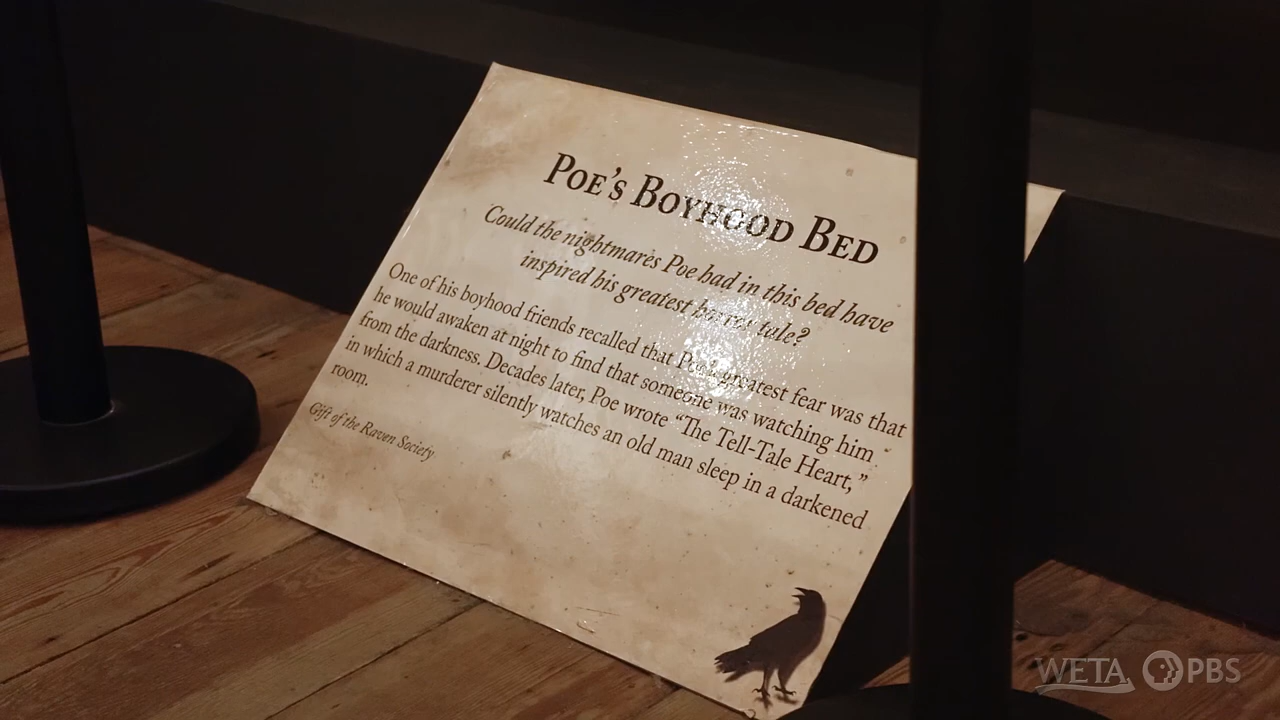 POE'S BOYHOOD BED
Could the nightmares Poe had in this bed have
inspired his greatest horror tale?
One of his boyhood friends recalled that Poe's greatest fear was that
he would awaken at night to find that someone was watching him
from the darkness. Decades later, Poe wrote “The Tell-Tale Heart,”
in which a murderer silently watches an old man sleep in a darkened
room.
Gift of the Raven Society
WETA PBS